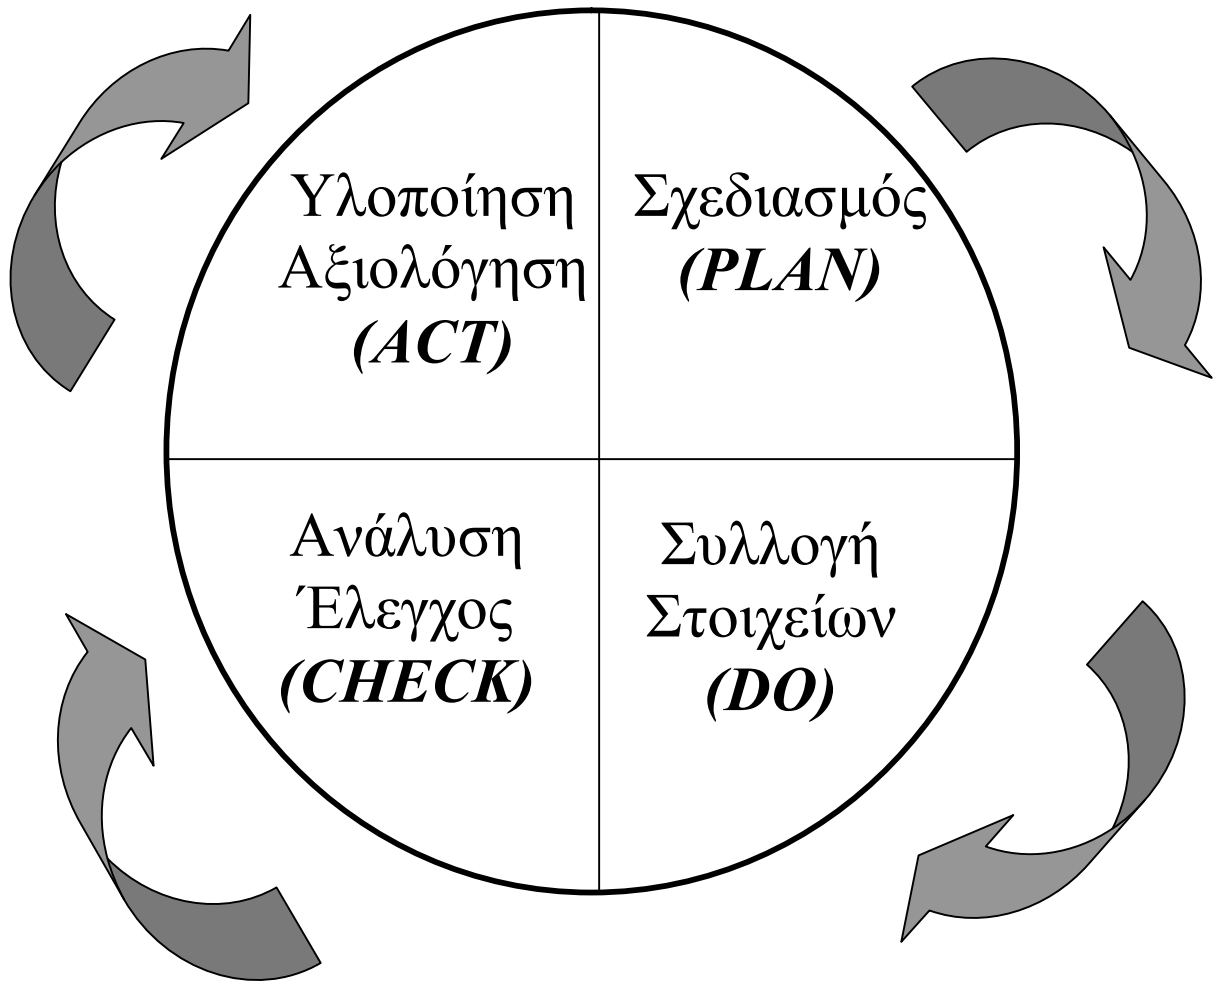 Υλοποίηση
Αξιολόγηση
(ACT)
Σχεδιασμός
(PLAN)
Ανάλυση
Έλεγχος
(CHECK)
Συλλογή
Στοιχείων
(DO)